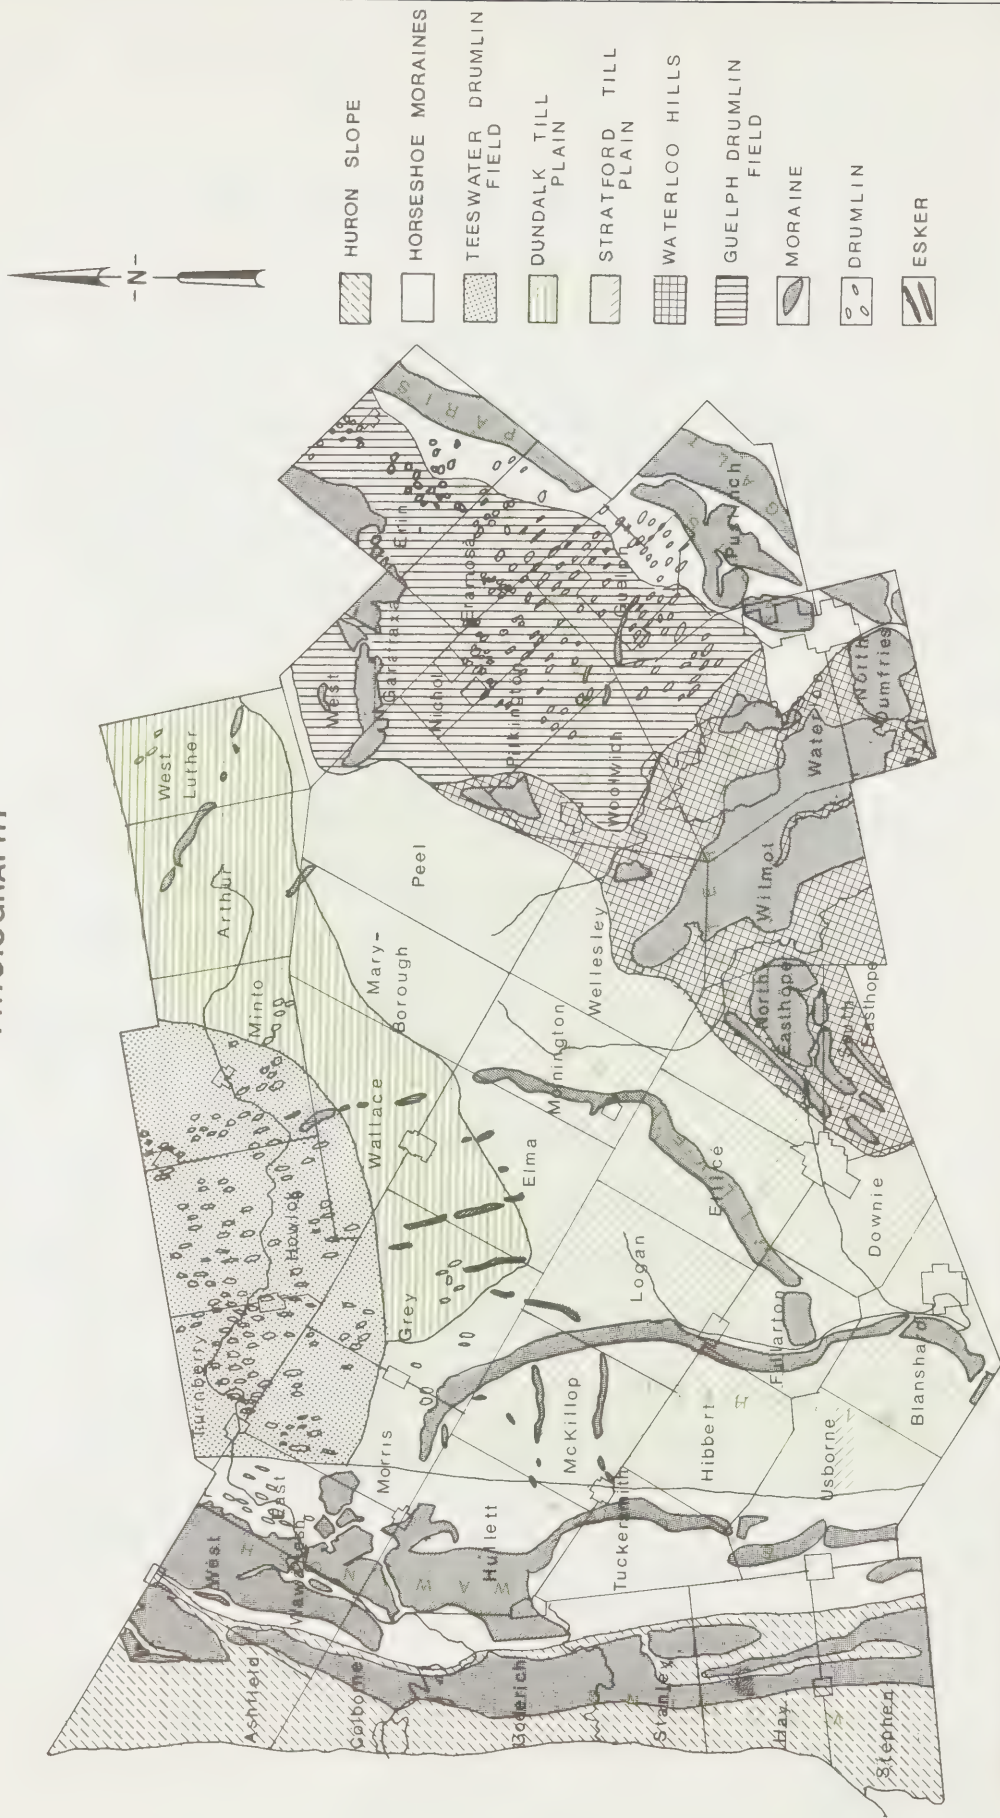 -N-
HURON SLOPE
HORSESHOE MORAINES
TEESWATER DRUMLIN
FIELD
DUNDALK TILL
PLAIN
STRATFORD TILL
PLAIN
WATERLOO HILLS
GUELPH DRUMLIN
FIELD
MORAINE
DRUMLIN
ESKER
PARIS
GALT
Puslinch
Erin
Eramosa
Guelph
West
Garafraxa
Nichol
Pilkington
Woolwich
Waterloo
North
Dumfries
West
Luther
Arthur
Peel
Minto
Mary-
Borough
Wellesley
Wilmot
North
Easthope
South
Easthope
Wallace
Mornington
Elma
Ellice
Downie
Howick
Grey
Logan
Fullarton
Blanshard
Turnberry
Morris
McKillop
Hibbert
Usborne
East
West
Wawanosh
Hullett
Tuckersmith
Ashfield
Colborne
Goderich
Stanley
Hay
Stephen